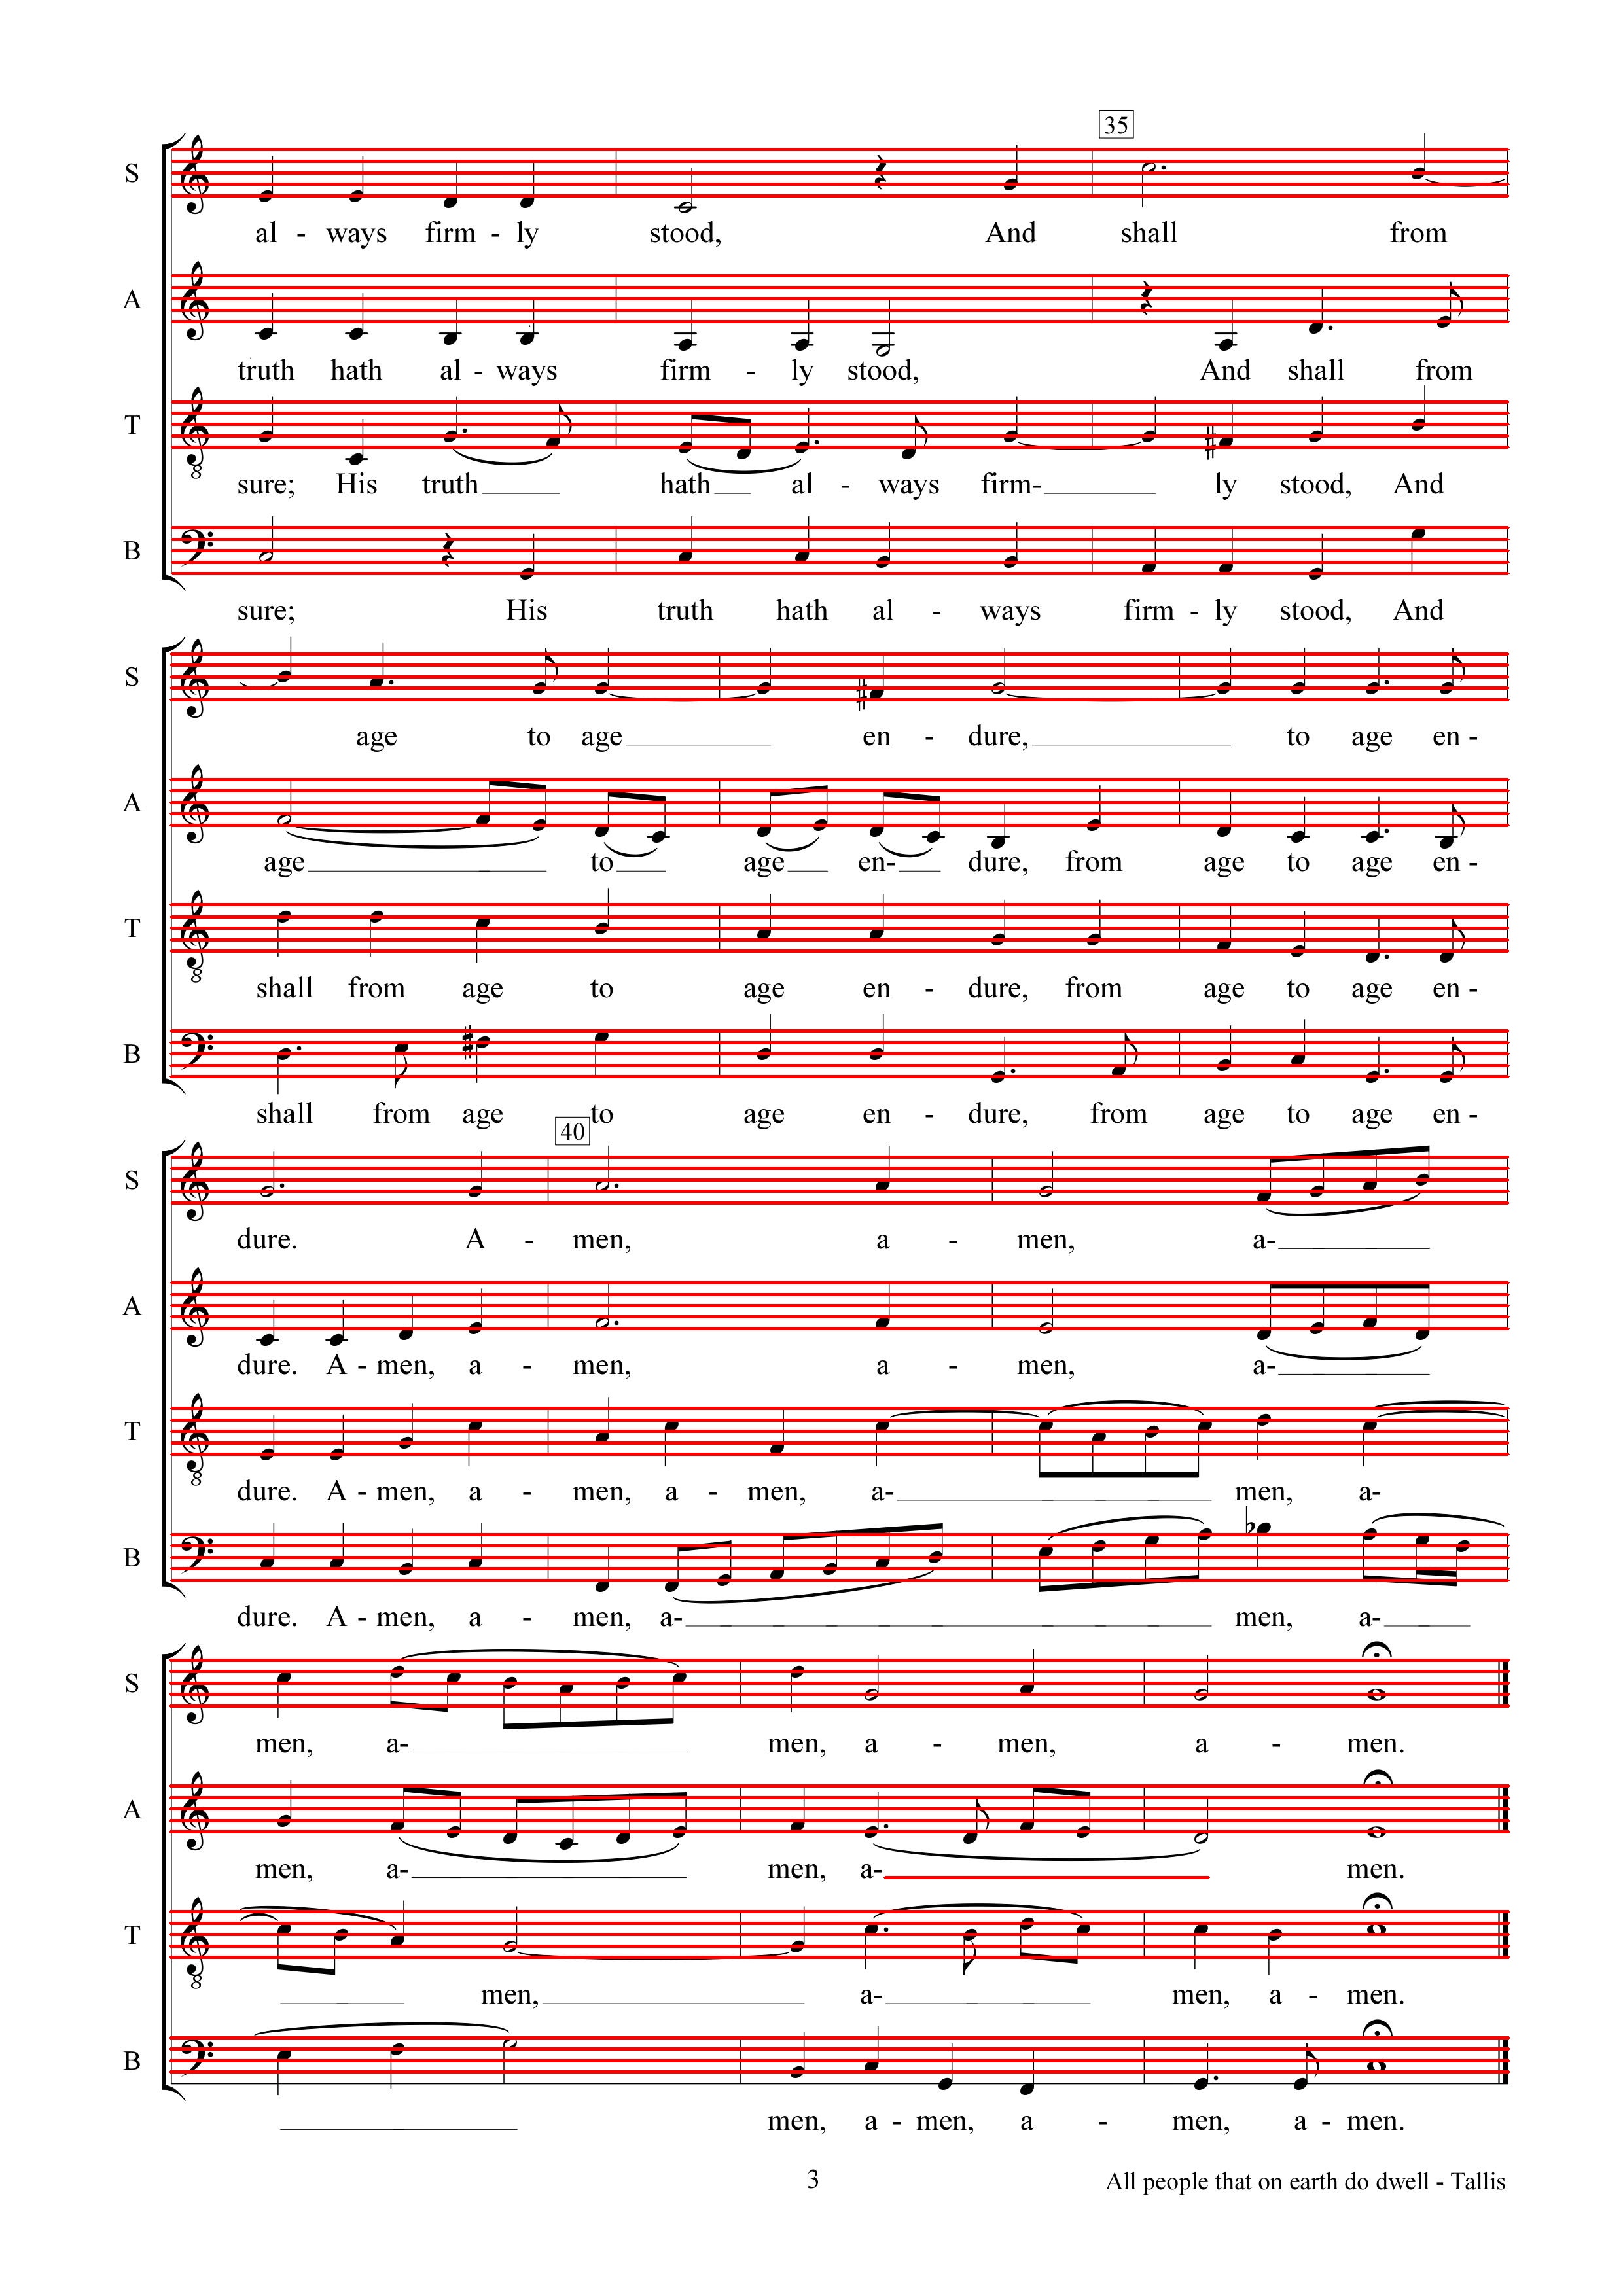 35
S
al - ways firm - ly stood, And shall from
A
truth hath al - ways firm - ly stood, And shall from
T
8
sure; His truth hath al - ways firm- ly stood, And
B
sure; His truth hath al - ways firm - ly stood, And
S
age to age en - dure, to age en -
A
age to age en- dure, from age to age en -
T
8
shall from age to age en - dure, from age to age en -
B
shall from age to age en - dure, from age to age en -
40
S
dure. A - men, a - men, a-
A
dure. A - men, a - men, a - men, a-
T
8
dure. A - men, a - men, a - men, a- men, a-
B
dure. A - men, a - men, a- men, a-
S
men, a- men, a - men, a - men.
A
men, a- men, a- men.
T
8
men, a- men, a - men.
B
men, a - men, a - men, a - men.
3
All people that on earth do dwell - Tallis